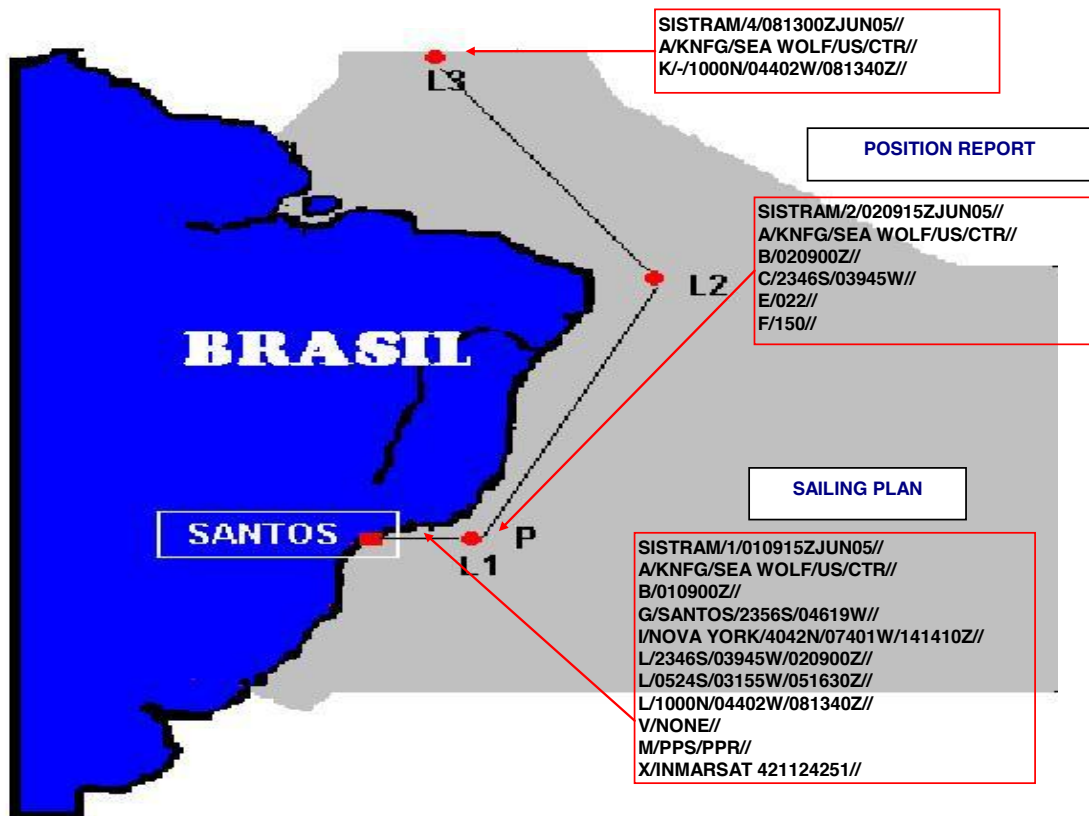 SISTRAM/4/081300ZJUN05//
A/KNFG/SEA WOLF/US/CTR//
K/-/1000N/04402W/081340Z//
L3
POSITION REPORT
SISTRAM/2/020915ZJUN05//
A/KNFG/SEA WOLF/US/CTR//
B/020900Z//
C/2346S/03945W//
E/022//
F/150//
L2
BRASIL
SAILING PLAN
SANTOS
P
L1
SISTRAM/1/010915ZJUN05//
A/KNFG/SEA WOLF/US/CTR//
B/010900Z//
G/SANTOS/2356S/04619W//
I/NOVA YORK/4042N/07401W/141410Z//
L/2346S/03945W/020900Z//
L/0524S/03155W/051630Z//
L/1000N/04402W/081340Z//
V/NONE//
M/PPS/PPR//
X/INMARSAT 421124251//